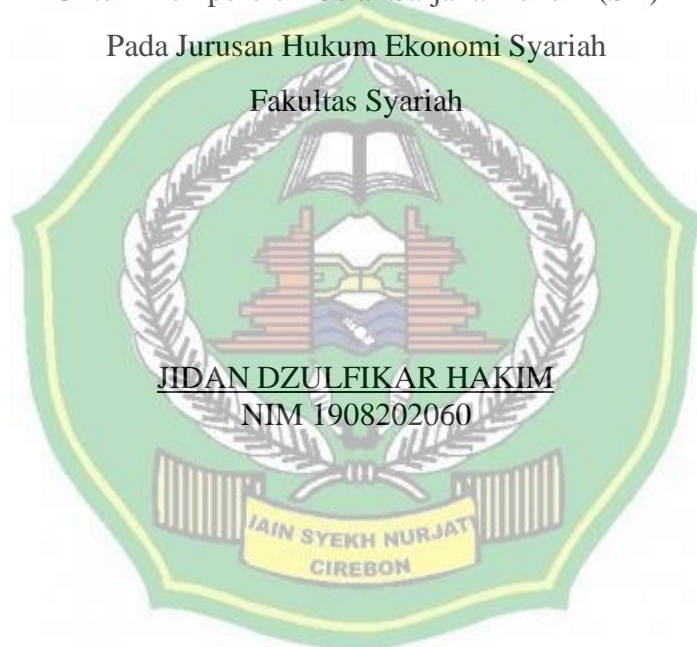 Pada Jurusan Hukum Ekonomi Syariah
Fakultas Syariah
JIDAN DZULFIKAR HAKIM
NIM 1908202060
IAIN SYEKH NURJATI
CIREBON